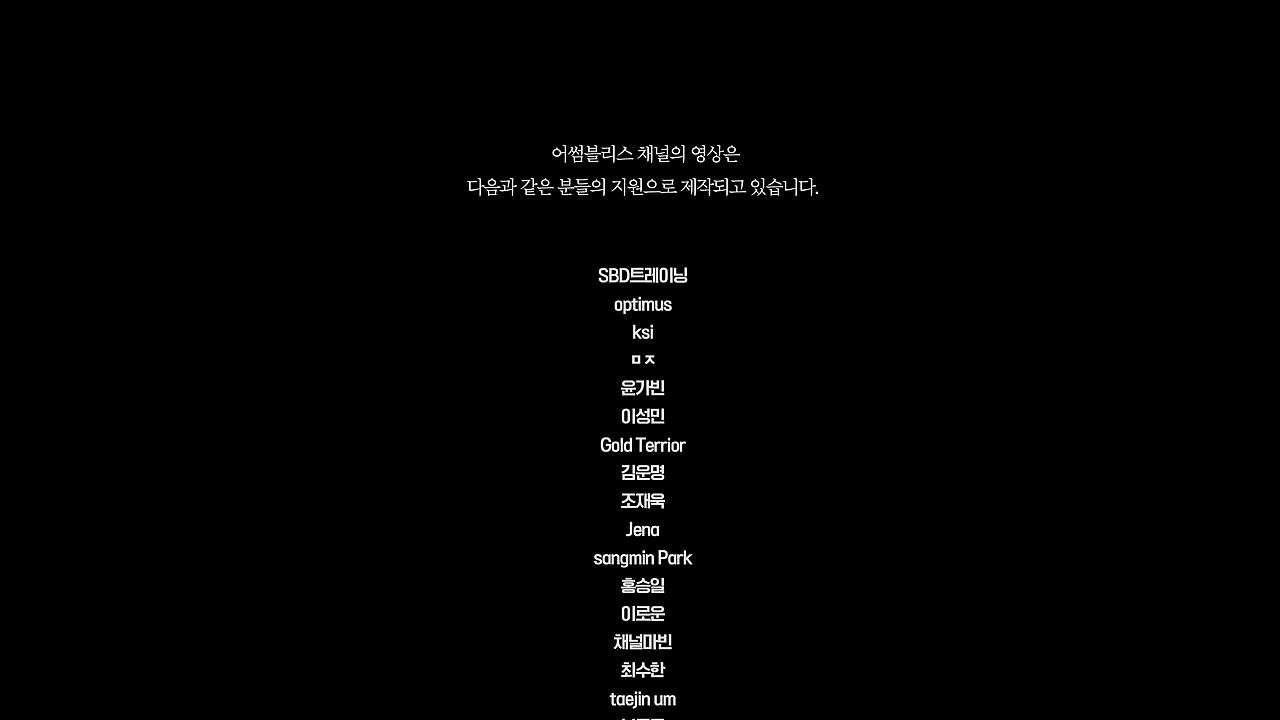 어썸블리스 채널의 영상은
다음과 같은 분들의 지원으로 제작되고 있습니다.
SBD트레이닝
optimus
ksi
ㅁㅈ
윤가빈
이성민
Gold Terrior
김운명
조재욱
Jena
sangmin Park
홍승일
이로운
채널마빈
최수한
taejin um